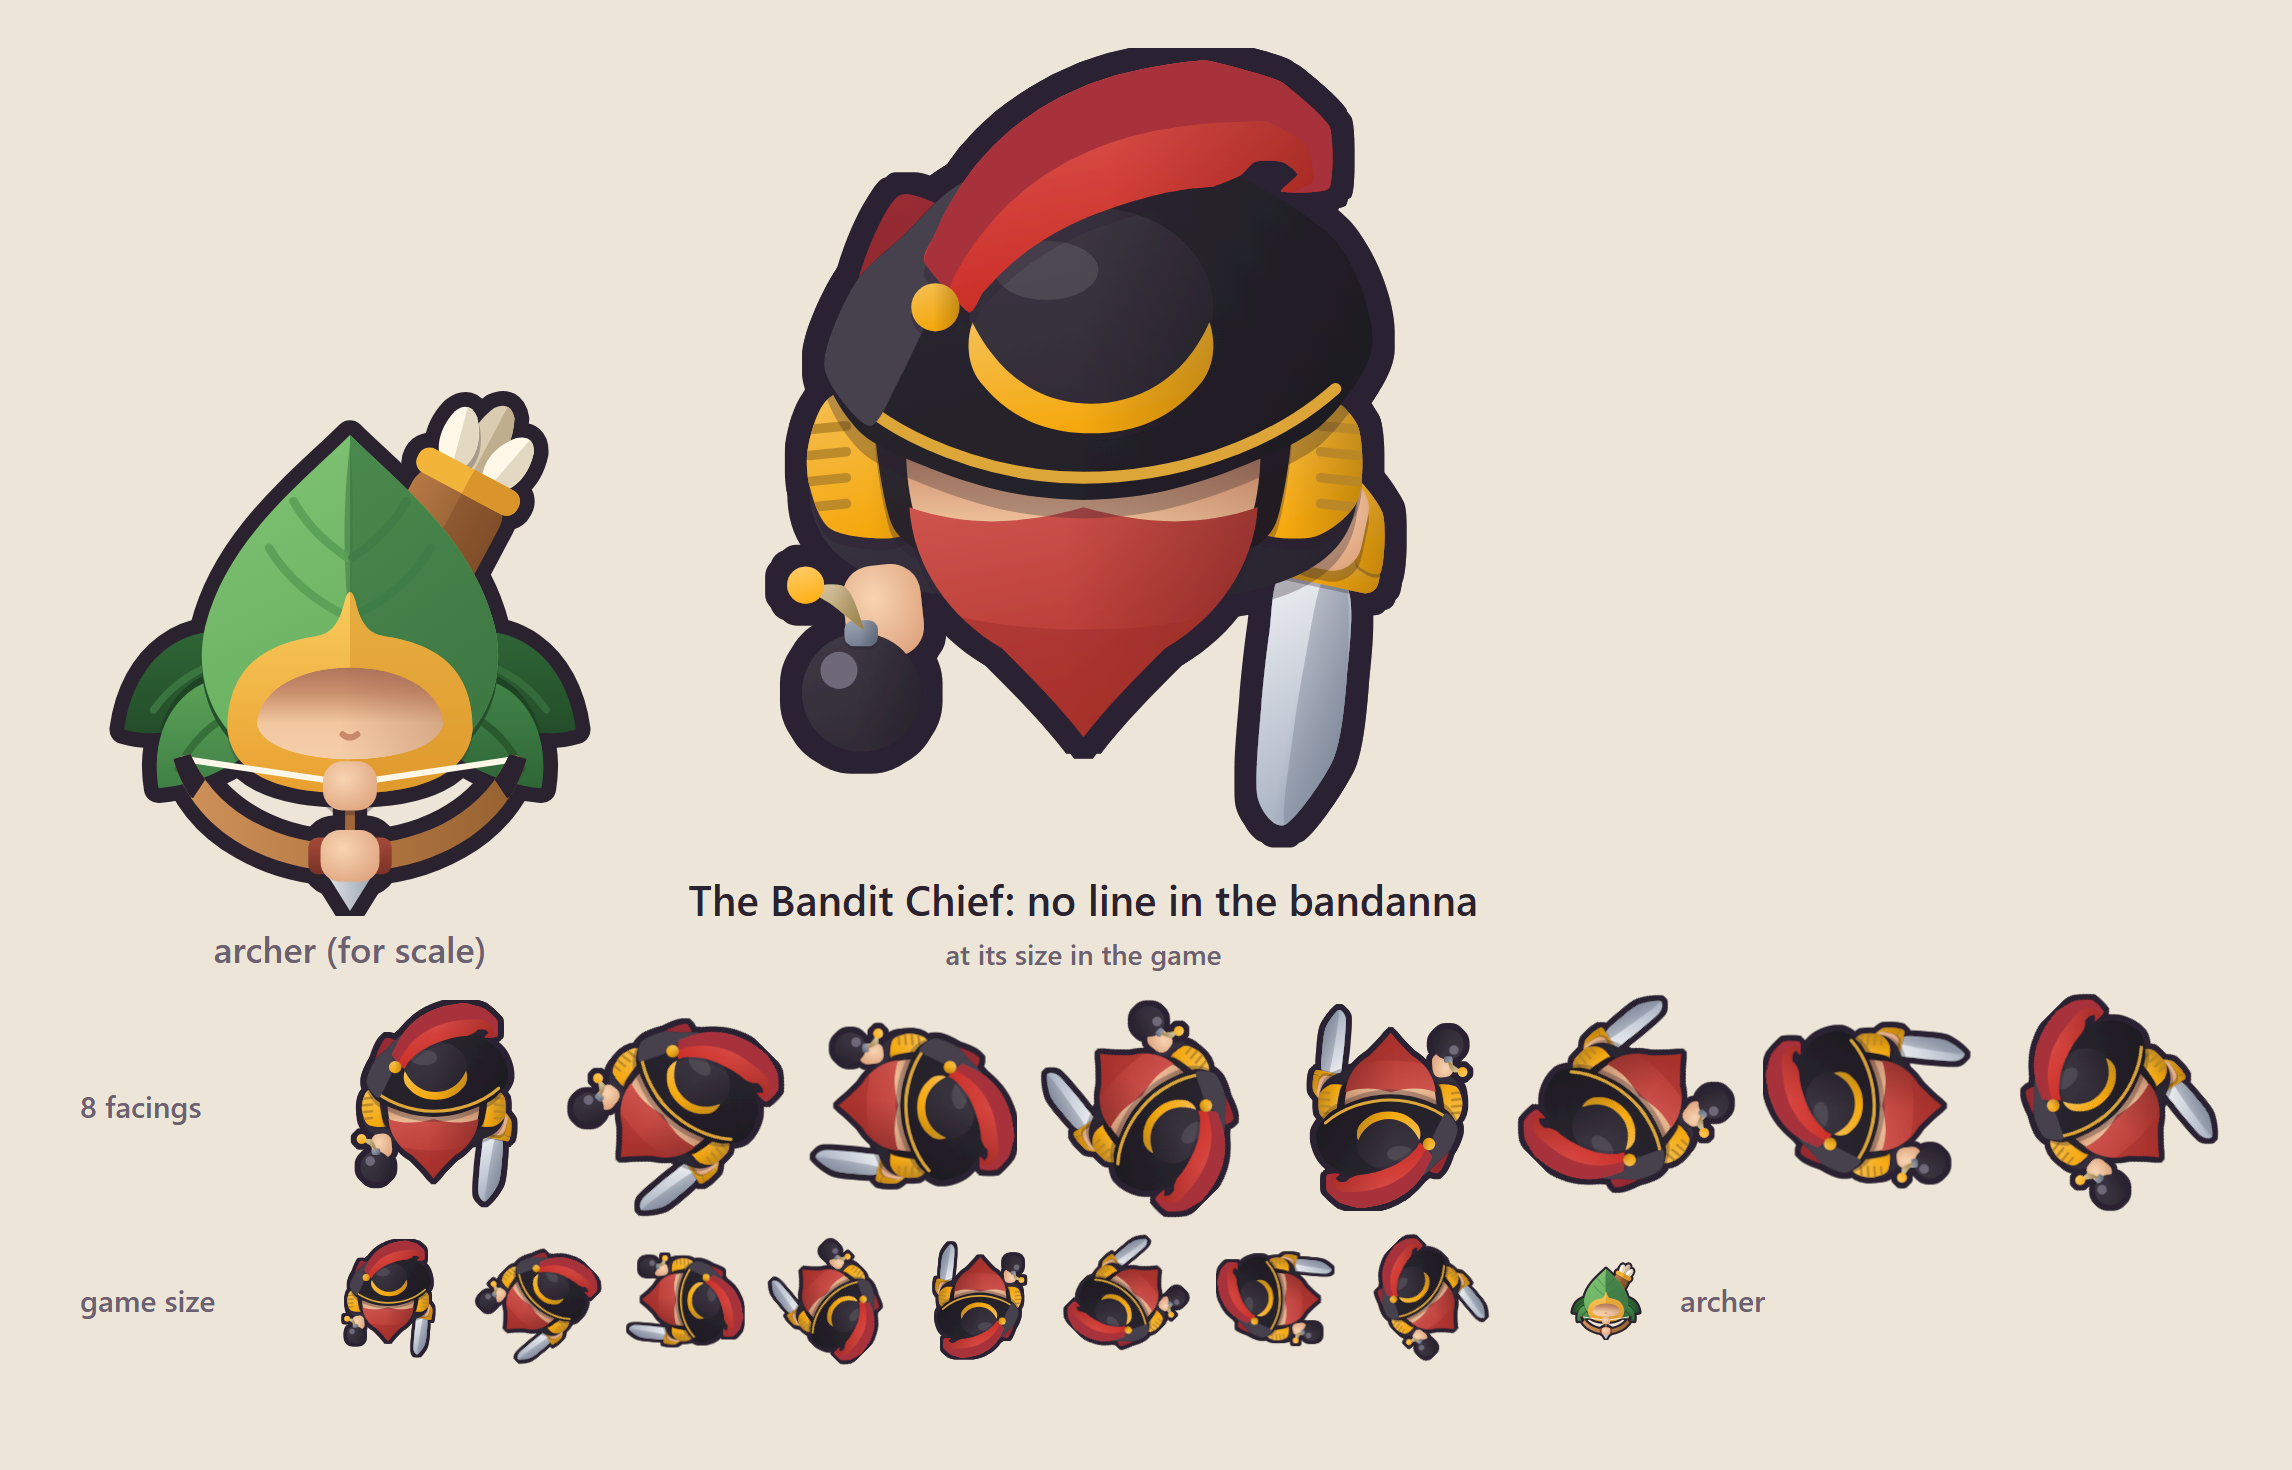 The Bandit Chief: no line in the bandanna
archer (for scale)
at its size in the game
8 facings
game size
archer